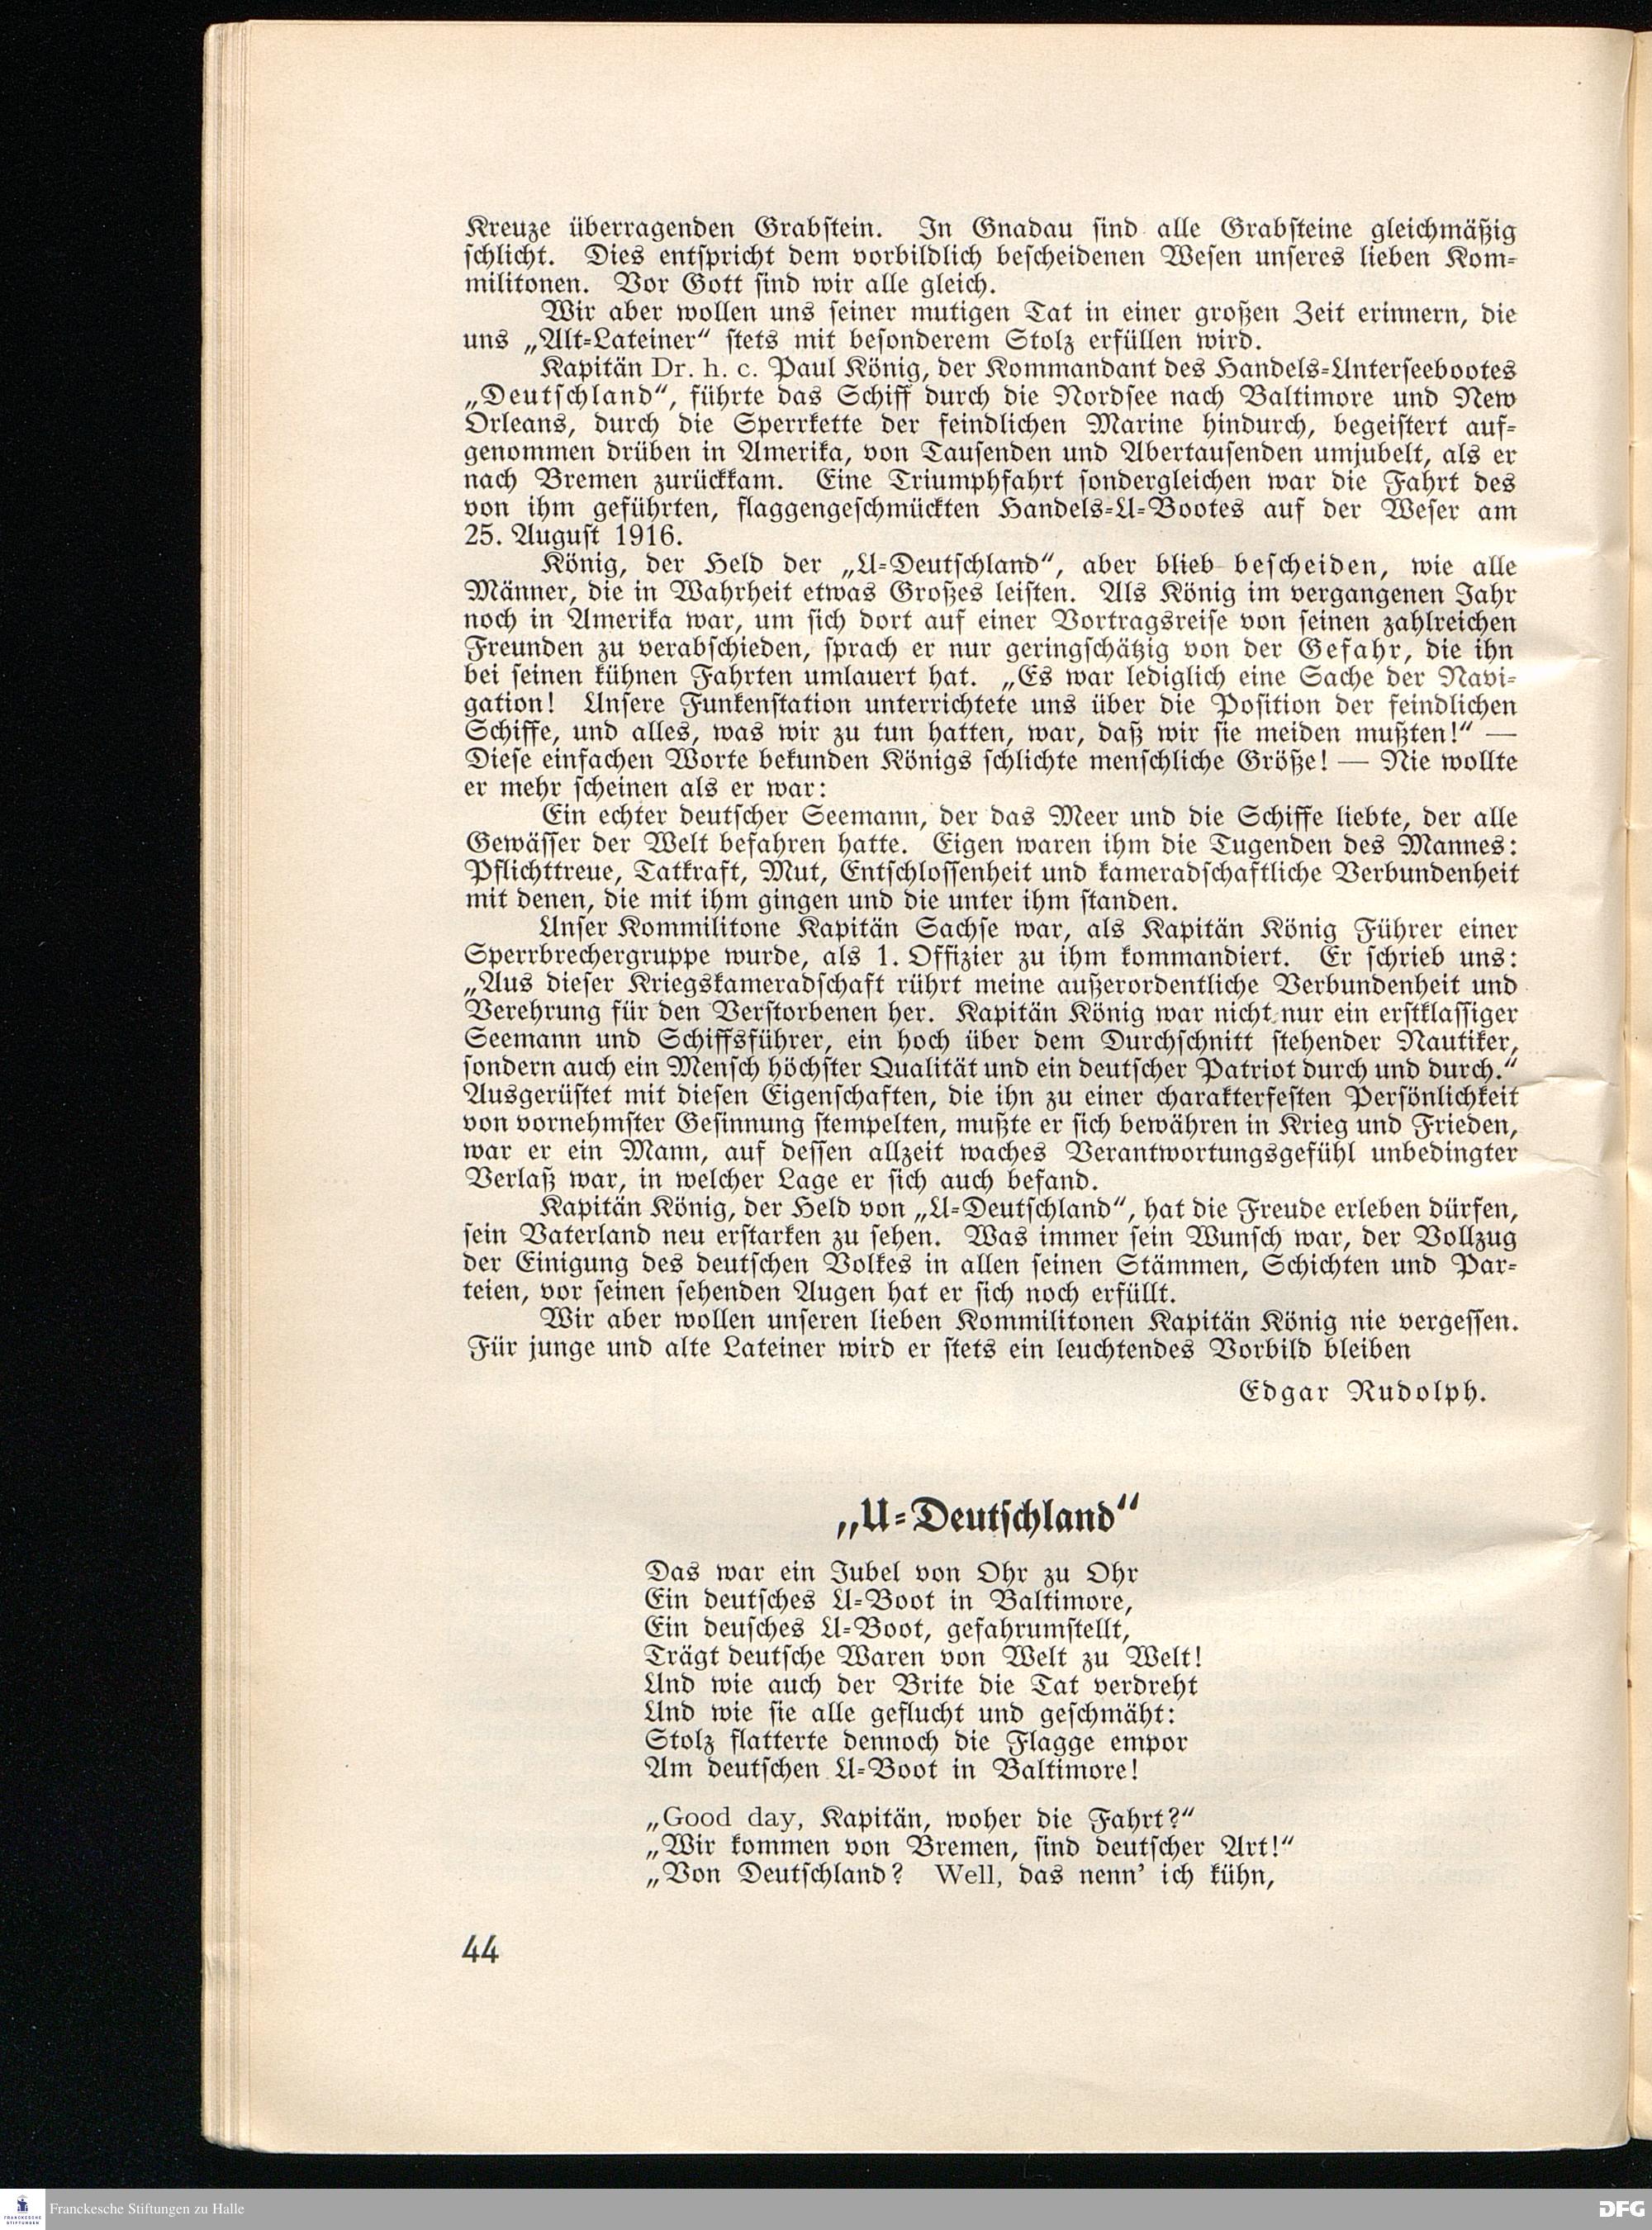 Kreuze überragenden Grabstein. In Gnadau sind alle Grabsteine gleichmäßig
schlicht. Dies entspricht dem vorbildlich bescheidenen Wesen unseres lieben Kom-
militonen. Vor Gott sind wir alle gleich.
Wir aber wollen uns seiner mutigen Tat in einer großen Zeit erinnern, die
uns „Alt-Lateiner“ stets mit besonderem Stolz erfüllen wird.
Kapitän Dr. h. c. Paul König, der Kommandant des Handels-Unterseebootes
„Deutschland“, führte das Schiff durch die Nordsee nach Baltimore und New
Orleans, durch die Sperrkette der feindlichen Marine hindurch, begeistert auf-
genommen drüben in Amerika, von Tausenden und Abertausenden umjubelt, als er
nach Bremen zurückkam. Eine Triumphfahrt sondergleichen war die Fahrt des
von ihm geführten, flaggengeschmückten Handels-U-Bootes auf der Weser am
25. August 1916.
König, der Held der „U-Deutschland“, aber blieb bescheiden, wie alle
Männer, die in Wahrheit etwas Großes leisten. Als König im vergangenen Jahr
noch in Amerika war, um sich dort auf einer Vortragsreise von seinen zahlreichen
Freunden zu verabschieden, sprach er nur geringschätzig von der Gefahr, die ihn
bei seinen kühnen Fahrten umlauert hat. „Es war lediglich eine Sache der Navi-
gation! Unsere Funkenstation unterrichtete uns über die Position der feindlichen
Schiffe, und alles, was wir zu tun hatten, war, daß wir sie meiden mußten!“ —
Diese einfachen Worte bekunden Königs schlichte menschliche Größe! — Nie wollte
er mehr scheinen als er war:
Ein echter deutscher Seemann, der das Meer und die Schiffe liebte, der alle
Gewässer der Welt befahren hatte. Eigen waren ihm die Tugenden des Mannes:
Pflichttreue, Tatkraft, Mut, Entschlossenheit und kameradschaftliche Verbundenheit
mit denen, die mit ihm gingen und die unter ihm standen.
Unser Kommilitone Kapitän Sachse war, als Kapitän König Führer einer
Sperrbrechergruppe wurde, als 1. Offizier zu ihm kommandiert. Er schrieb uns:
„Aus dieser Kriegskameradschaft rührt meine außerordentliche Verbundenheit und
Verehrung für den Verstorbenen her. Kapitän König war nicht nur ein erstklassiger
Seemann und Schiffsführer, ein hoch über dem Durchschnitt stehender Nautiker,
sondern auch ein Mensch höchster Qualität und ein deutscher Patriot durch und durch.“
Ausgerüstet mit diesen Eigenschaften, die ihn zu einer charakterfesten Persönlichkeit
von vornehmster Gesinnung stempelten, mußte er sich bewähren in Krieg und Frieden,
war er ein Mann, auf dessen allzeit waches Verantwortungsgefühl unbedingter
Verlaß war, in welcher Lage er sich auch befand.
Kapitän König, der Held von „U-Deutschland“, hat die Freude erleben dürfen,
sein Vaterland neu erstarken zu sehen. Was immer sein Wunsch war, der Vollzug
der Einigung des deutschen Volkes in allen seinen Stämmen, Schichten und Par-
teien, vor seinen sehenden Augen hat er sich noch erfüllt.
Wir aber wollen unseren lieben Kommilitonen Kapitän König nie vergessen.
Für junge und alte Lateiner wird er stets ein leuchtendes Vorbild bleiben
Edgar Rudolph.
„U-Deutschland“
Das war ein Jubel von Ohr zu Ohr
Ein deutsches U-Boot in Baltimore,
Ein deusches U-Boot, gefahrumstellt,
Trägt deutsche Waren von Welt zu Welt!
Und wie auch der Brite die Tat verdreht
Und wie sie alle geflucht und geschmäht:
Stolz flatterte dennoch die Flagge empor
Am deutschen U-Boot in Baltimore!
„Good day, Kapitän, woher die Fahrt?“
„Wir kommen von Bremen, sind deutscher Art!“
„Von Deutschland? Well, das nenn’ ich kühn,
44
Franckesche Stiftungen zu Halle
DFG